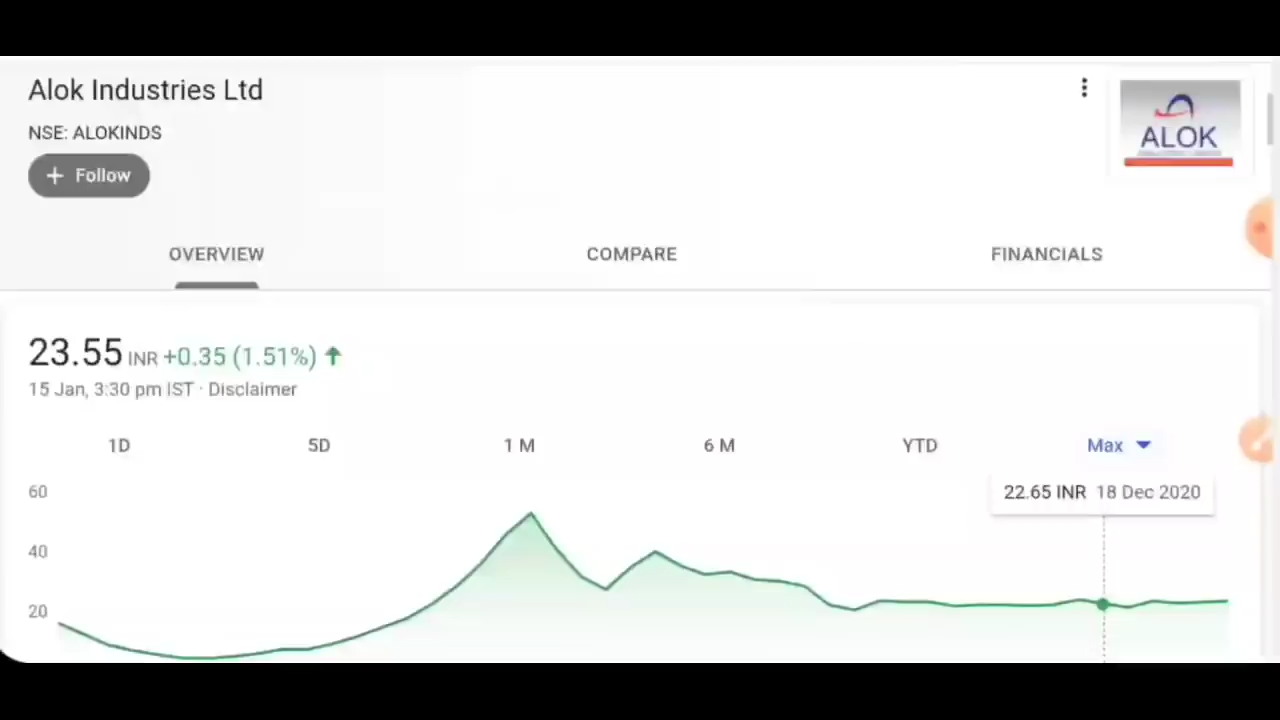 Alok Industries Ltd
NSE: ALOKINDS
+ Follow
ALOK
OVERVIEW COMPARE FINANCIALS
23.55 INR +0.35 (1.51%) ↑
15 Jan, 3:30 pm IST · Disclaimer
1D 5D 1 M 6 M YTD Max
22.65 INR 18 Dec 2020
60
40
20